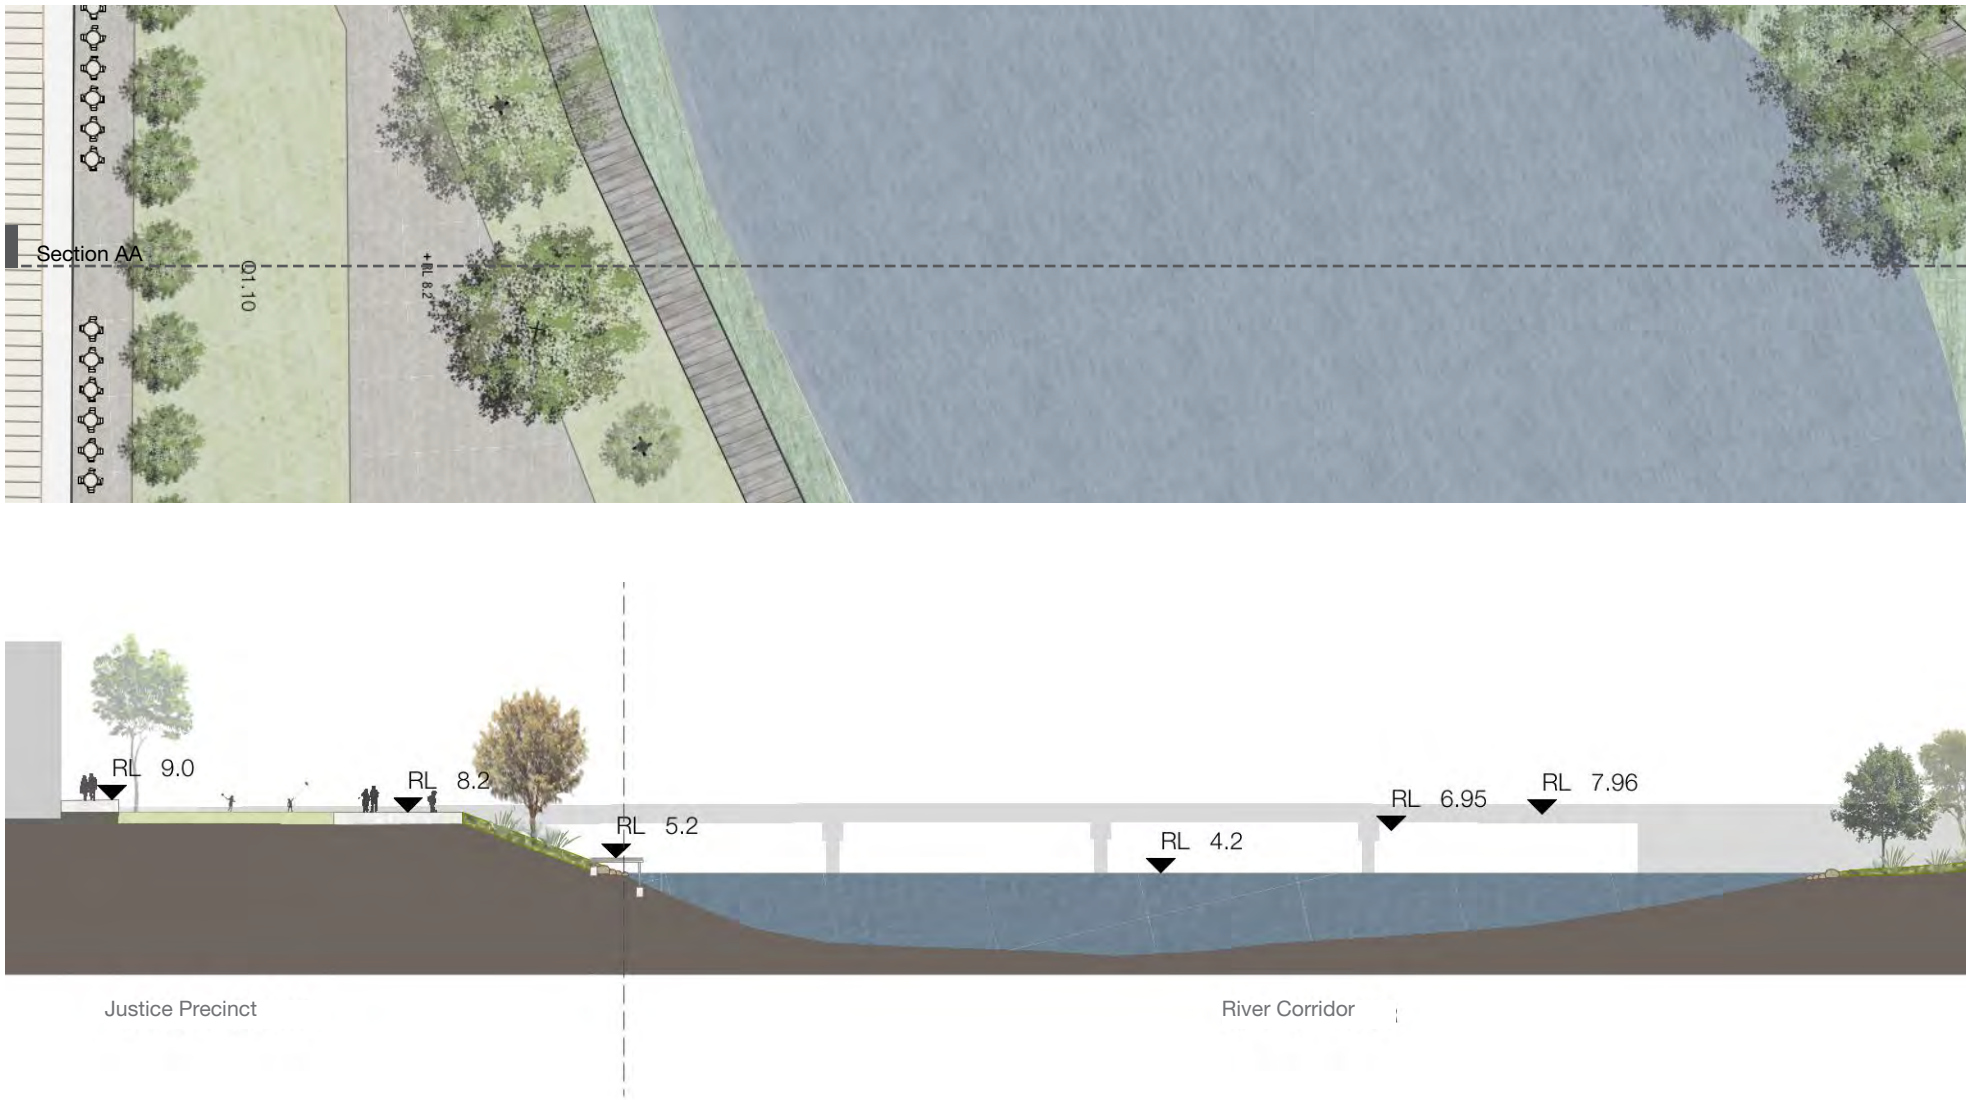 Section AA
Q1.10
+ RL 8.2
RL 9.0
RL 8.2
RL 5.2
RL 4.2
RL 6.95
RL 7.96
Justice Precinct
River Corridor